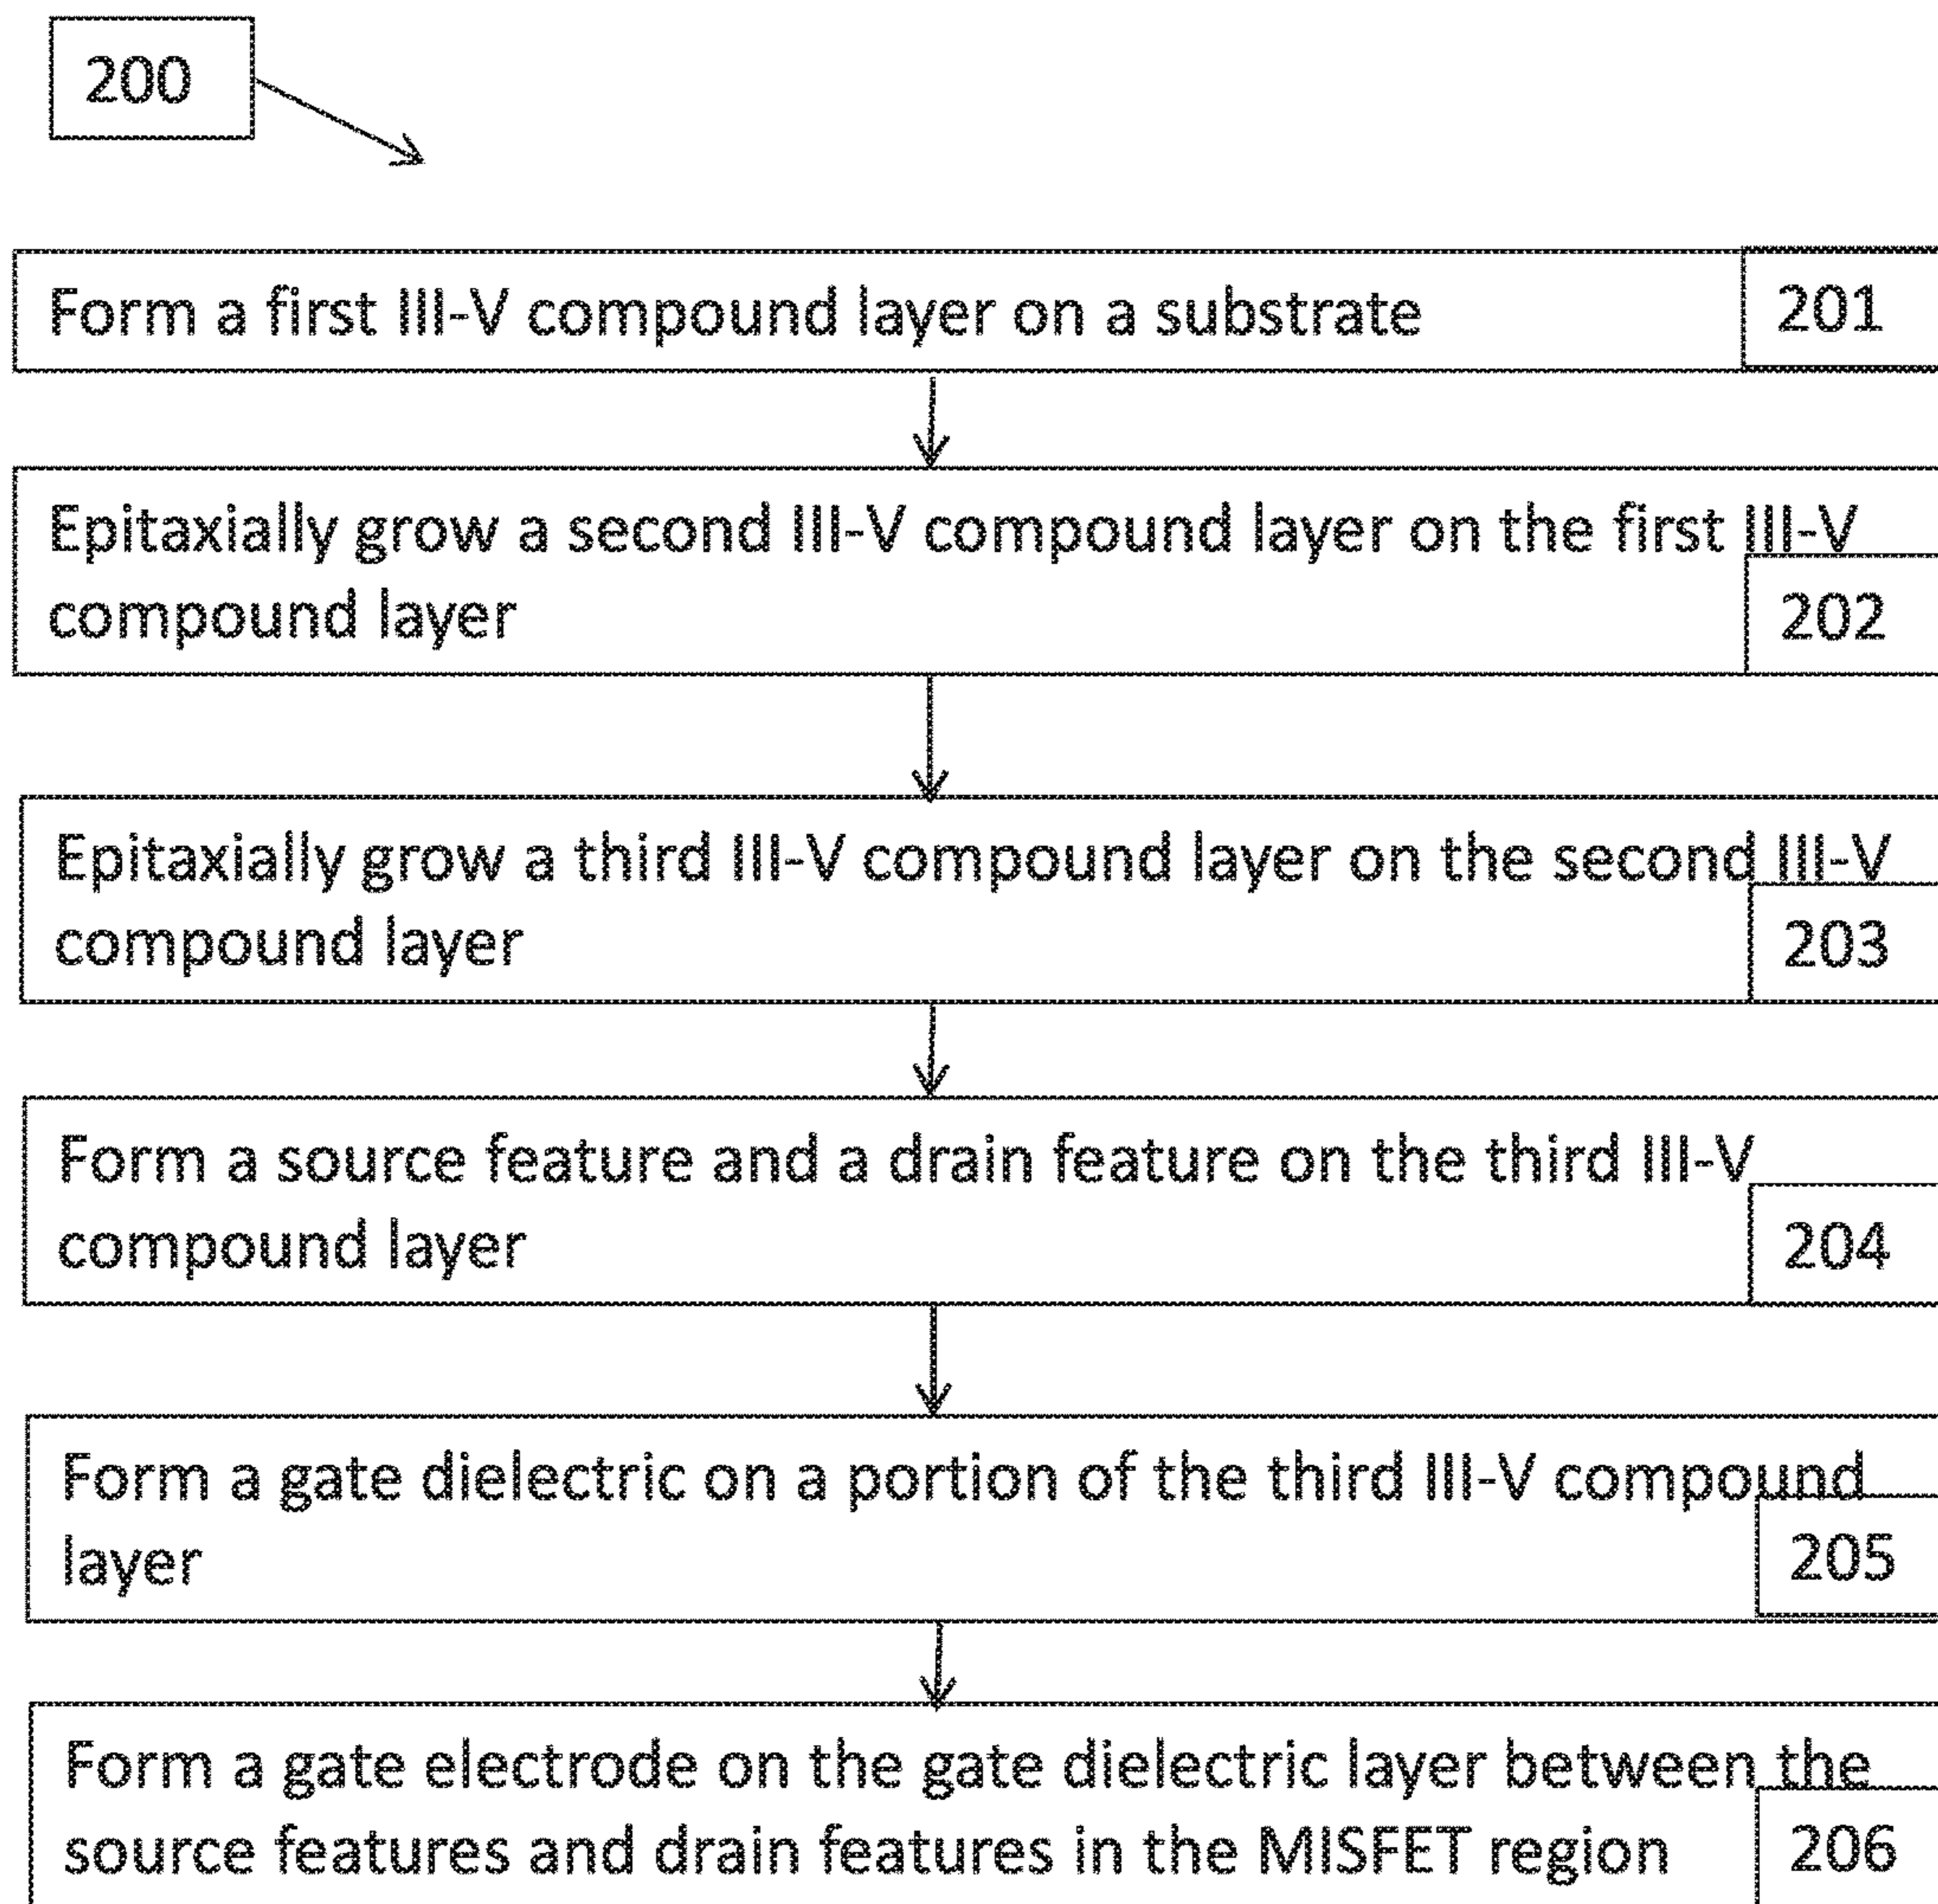 200
Form a first III-V compound layer on a substrate
201
Epitaxially grow a second III-V compound layer on the first III-V
compound layer
202
Epitaxially grow a third III-V compound layer on the second III-V
compound layer
203
Form a source feature and a drain feature on the third III-V
compound layer
204
Form a gate dielectric on a portion of the third III-V compound
layer
205
Form a gate electrode on the gate dielectric layer between the
source features and drain features in the MISFET region
206